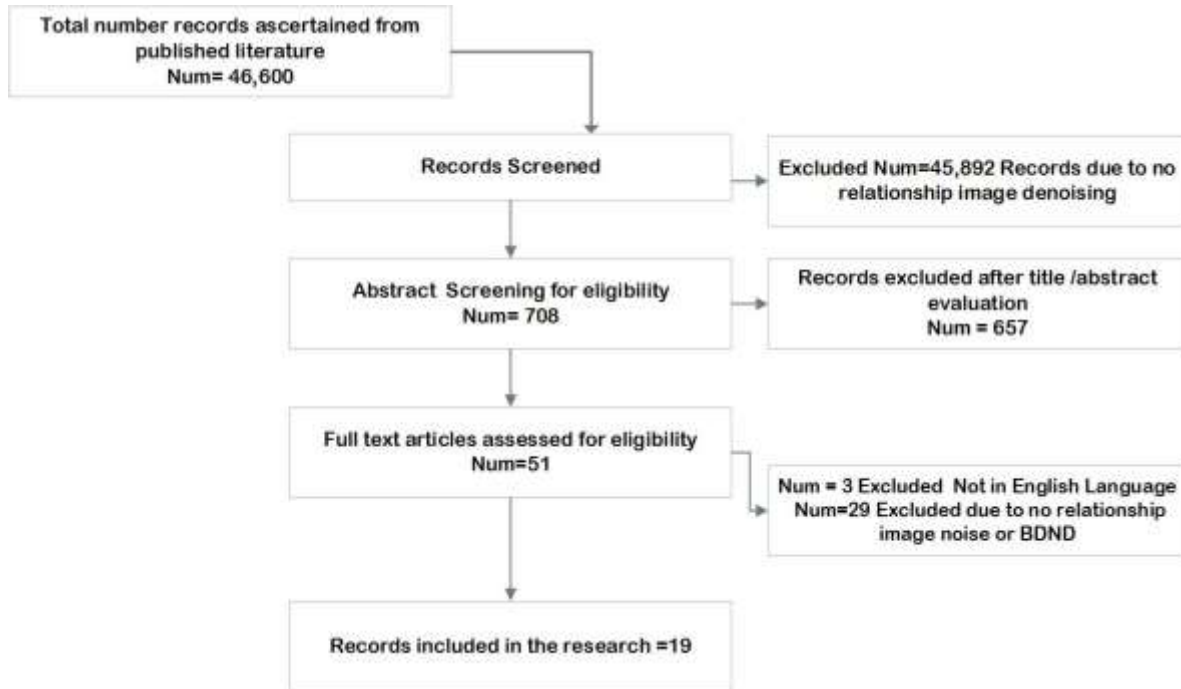 Total number records ascertained from
published literature
Num= 46,600
Records Screened
Excluded Num=45,892 Records due to no
relationship image denoising
Abstract Screening for eligibility
Num= 708
Records excluded after title /abstract
evaluation
Num = 657
Full text articles assessed for eligibility
Num=51
Num = 3 Excluded Not in English Language
Num=29 Excluded due to no relationship
image noise or BDND
Records included in the research =19